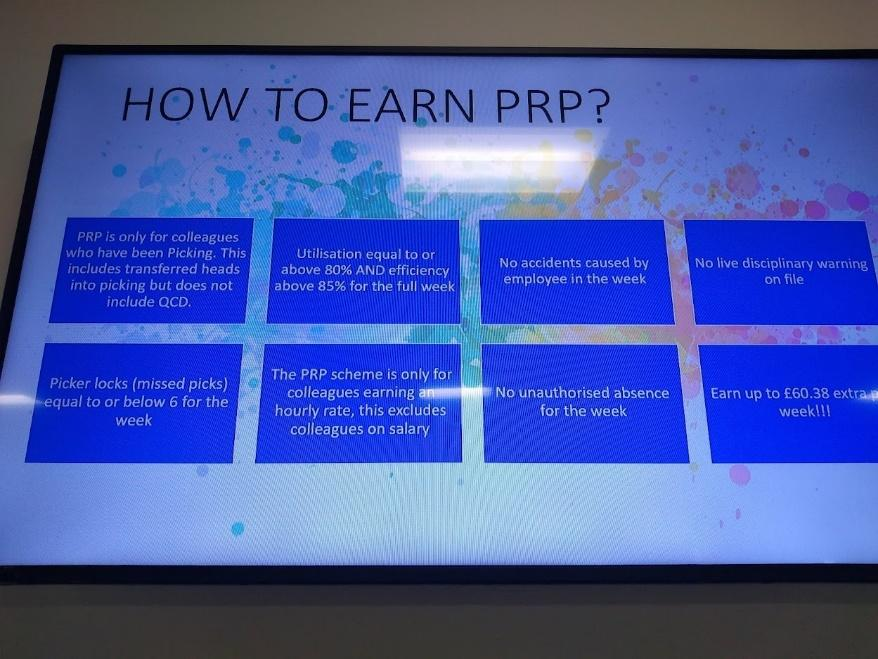 HOW TO EARN PRP?
PRP is only for colleagues
who have been Picking. This
includes transferred heads
into picking but does not
include QCD.
Utilisation equal to or
above 80% AND efficiency
above 85% for the full week
No accidents caused by
employee in the week
No live disciplinary warning
on file
Picker locks (missed picks)
equal to or below 6 for the
week
The PRP scheme is only for
colleagues earning an
hourly rate, this excludes
colleagues on salary
No unauthorised absence
for the week
Earn up to £60.38 extra
week!!!